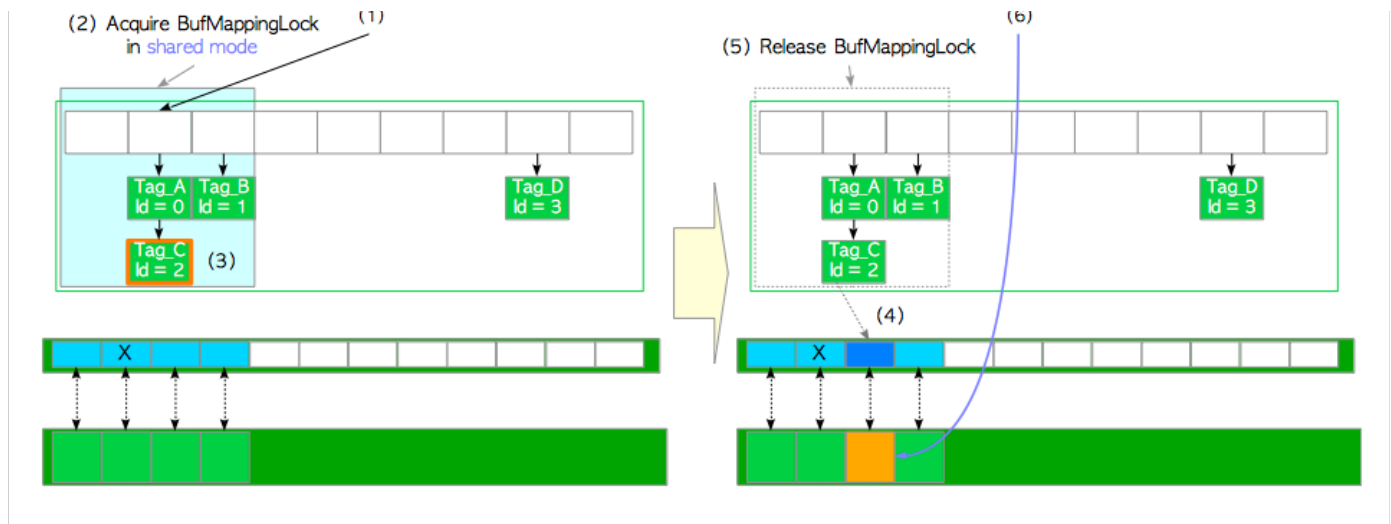 (2) Acquire BufMappingLock
in shared mode
(1)
Tag_A
Id = 0
Tag_B
Id = 1
Tag_D
Id = 3
Tag_C
Id = 2
(3)
X
(6)
(5) Release BufMappingLock
Tag_A
Id = 0
Tag_B
Id = 1
Tag_D
Id = 3
Tag_C
Id = 2
(4)
X